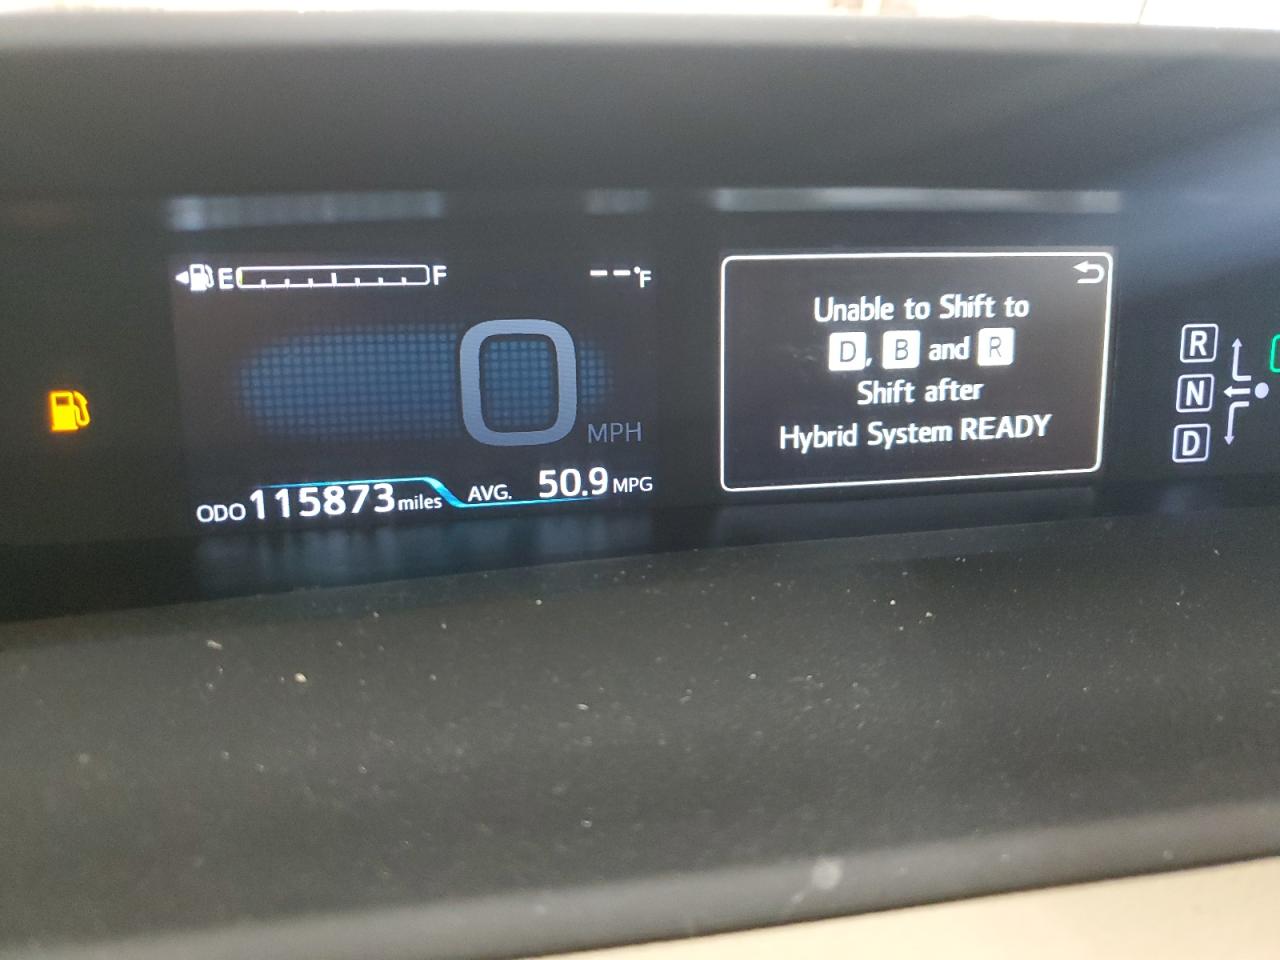 E F
--°F
0
MPH
ODO 115873 miles
AVG. 50.9 MPG
Unable to Shift to
D, B and R
Shift after
Hybrid System READY
R
N
D